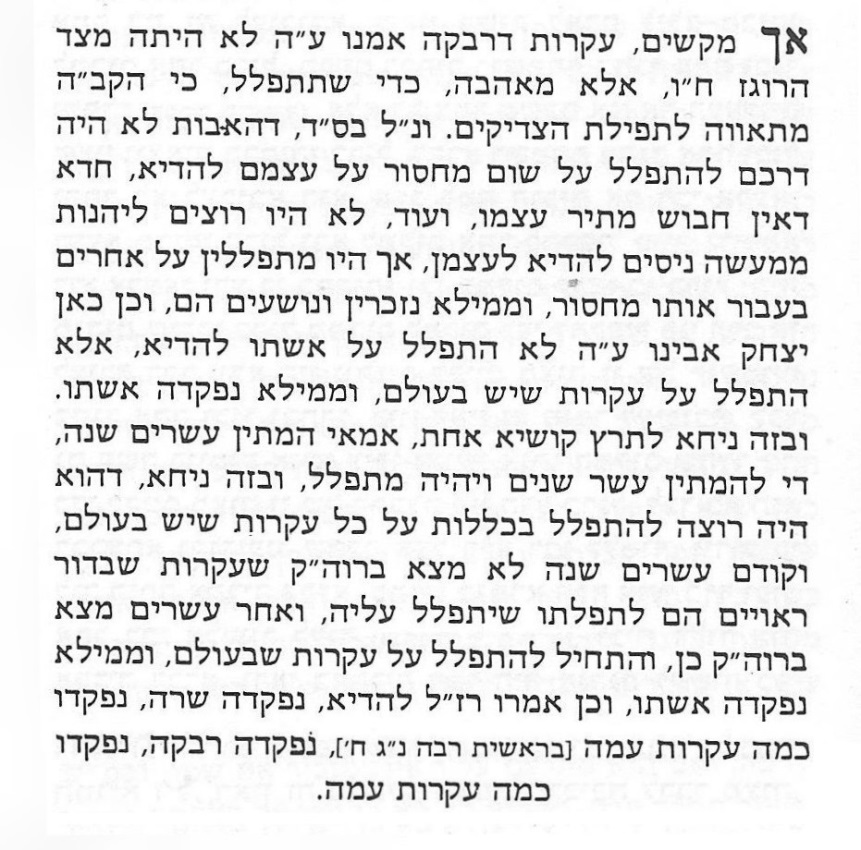 אך מקשים, עקרות דרבקה אמנו ע״ה לא היתה מצד
הרוגז ח״ו, אלא מאהבה, כדי שתתפלל, כי הקב״ה
מתאווה לתפילת הצדיקים. ונ״ל בס״ד, דהאבות לא היה
דרכם להתפלל על שום מחסור על עצמם להדיא, חדא
דאין חבוש מתיר עצמו, ועוד, לא היו רוצים ליהנות
ממעשה ניסים להדיא לעצמן, אך היו מתפללין על אחרים
בעבור אותו מחסור, וממילא נזכרין ונושעים הם, וכן כאן
יצחק אבינו ע״ה לא התפלל על אשתו להדיא, אלא
התפלל על עקרות שיש בעולם, וממילא נפקדה אשתו.
ובזה ניחא לתרץ קושיא אחת, אמאי המתין עשרים שנה,
די להמתין עשר שנים ויהיה מתפלל, ובזה ניחא, דהוא
היה רוצה להתפלל בכללות על כל עקרות שיש בעולם,
וקודם עשרים שנה לא מצא ברוה״ק שעקרות שבדור
ראויים הם לתפלתו שיתפלל עליה, ואחר עשרים מצא
ברוה״ק כן, והתחיל להתפלל על עקרות שבעולם, וממילא
נפקדה אשתו, וכן אמרו רז״ל להדיא, נפקדה שרה, נפקדו
כמה עקרות עמה [בראשית רבה נ״ג ח׳], נפקדה רבקה, נפקדו
כמה עקרות עמה.